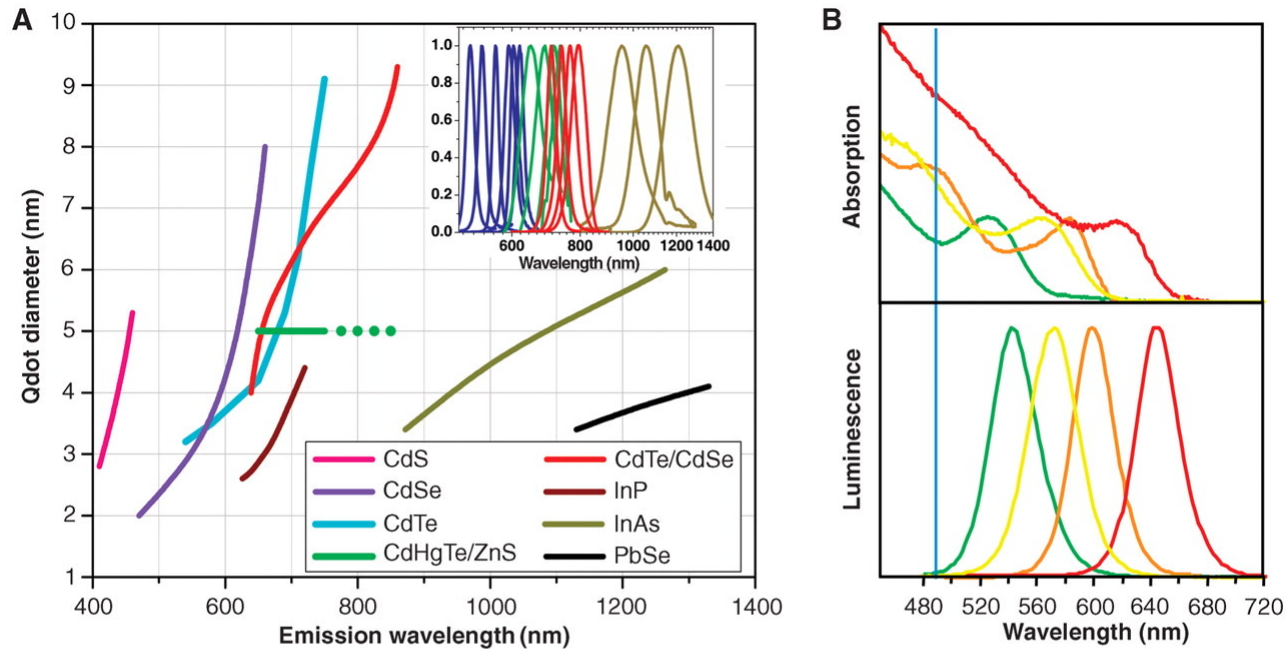 A
10
9
8
7
6
5
4
3
2
1
Qdot diameter (nm)
400
600
800
1000
1200
1400
Emission wavelength (nm)
1.0
0.8
0.6
0.4
0.2
0.0
600
800
1000
1200
1400
Wavelength (nm)
CdS
CdSe
CdTe
CdHgTe/ZnS
CdTe/CdSe
InP
InAs
PbSe
B
Absorption
Luminescence
480
520
560
600
640
680
720
Wavelength (nm)